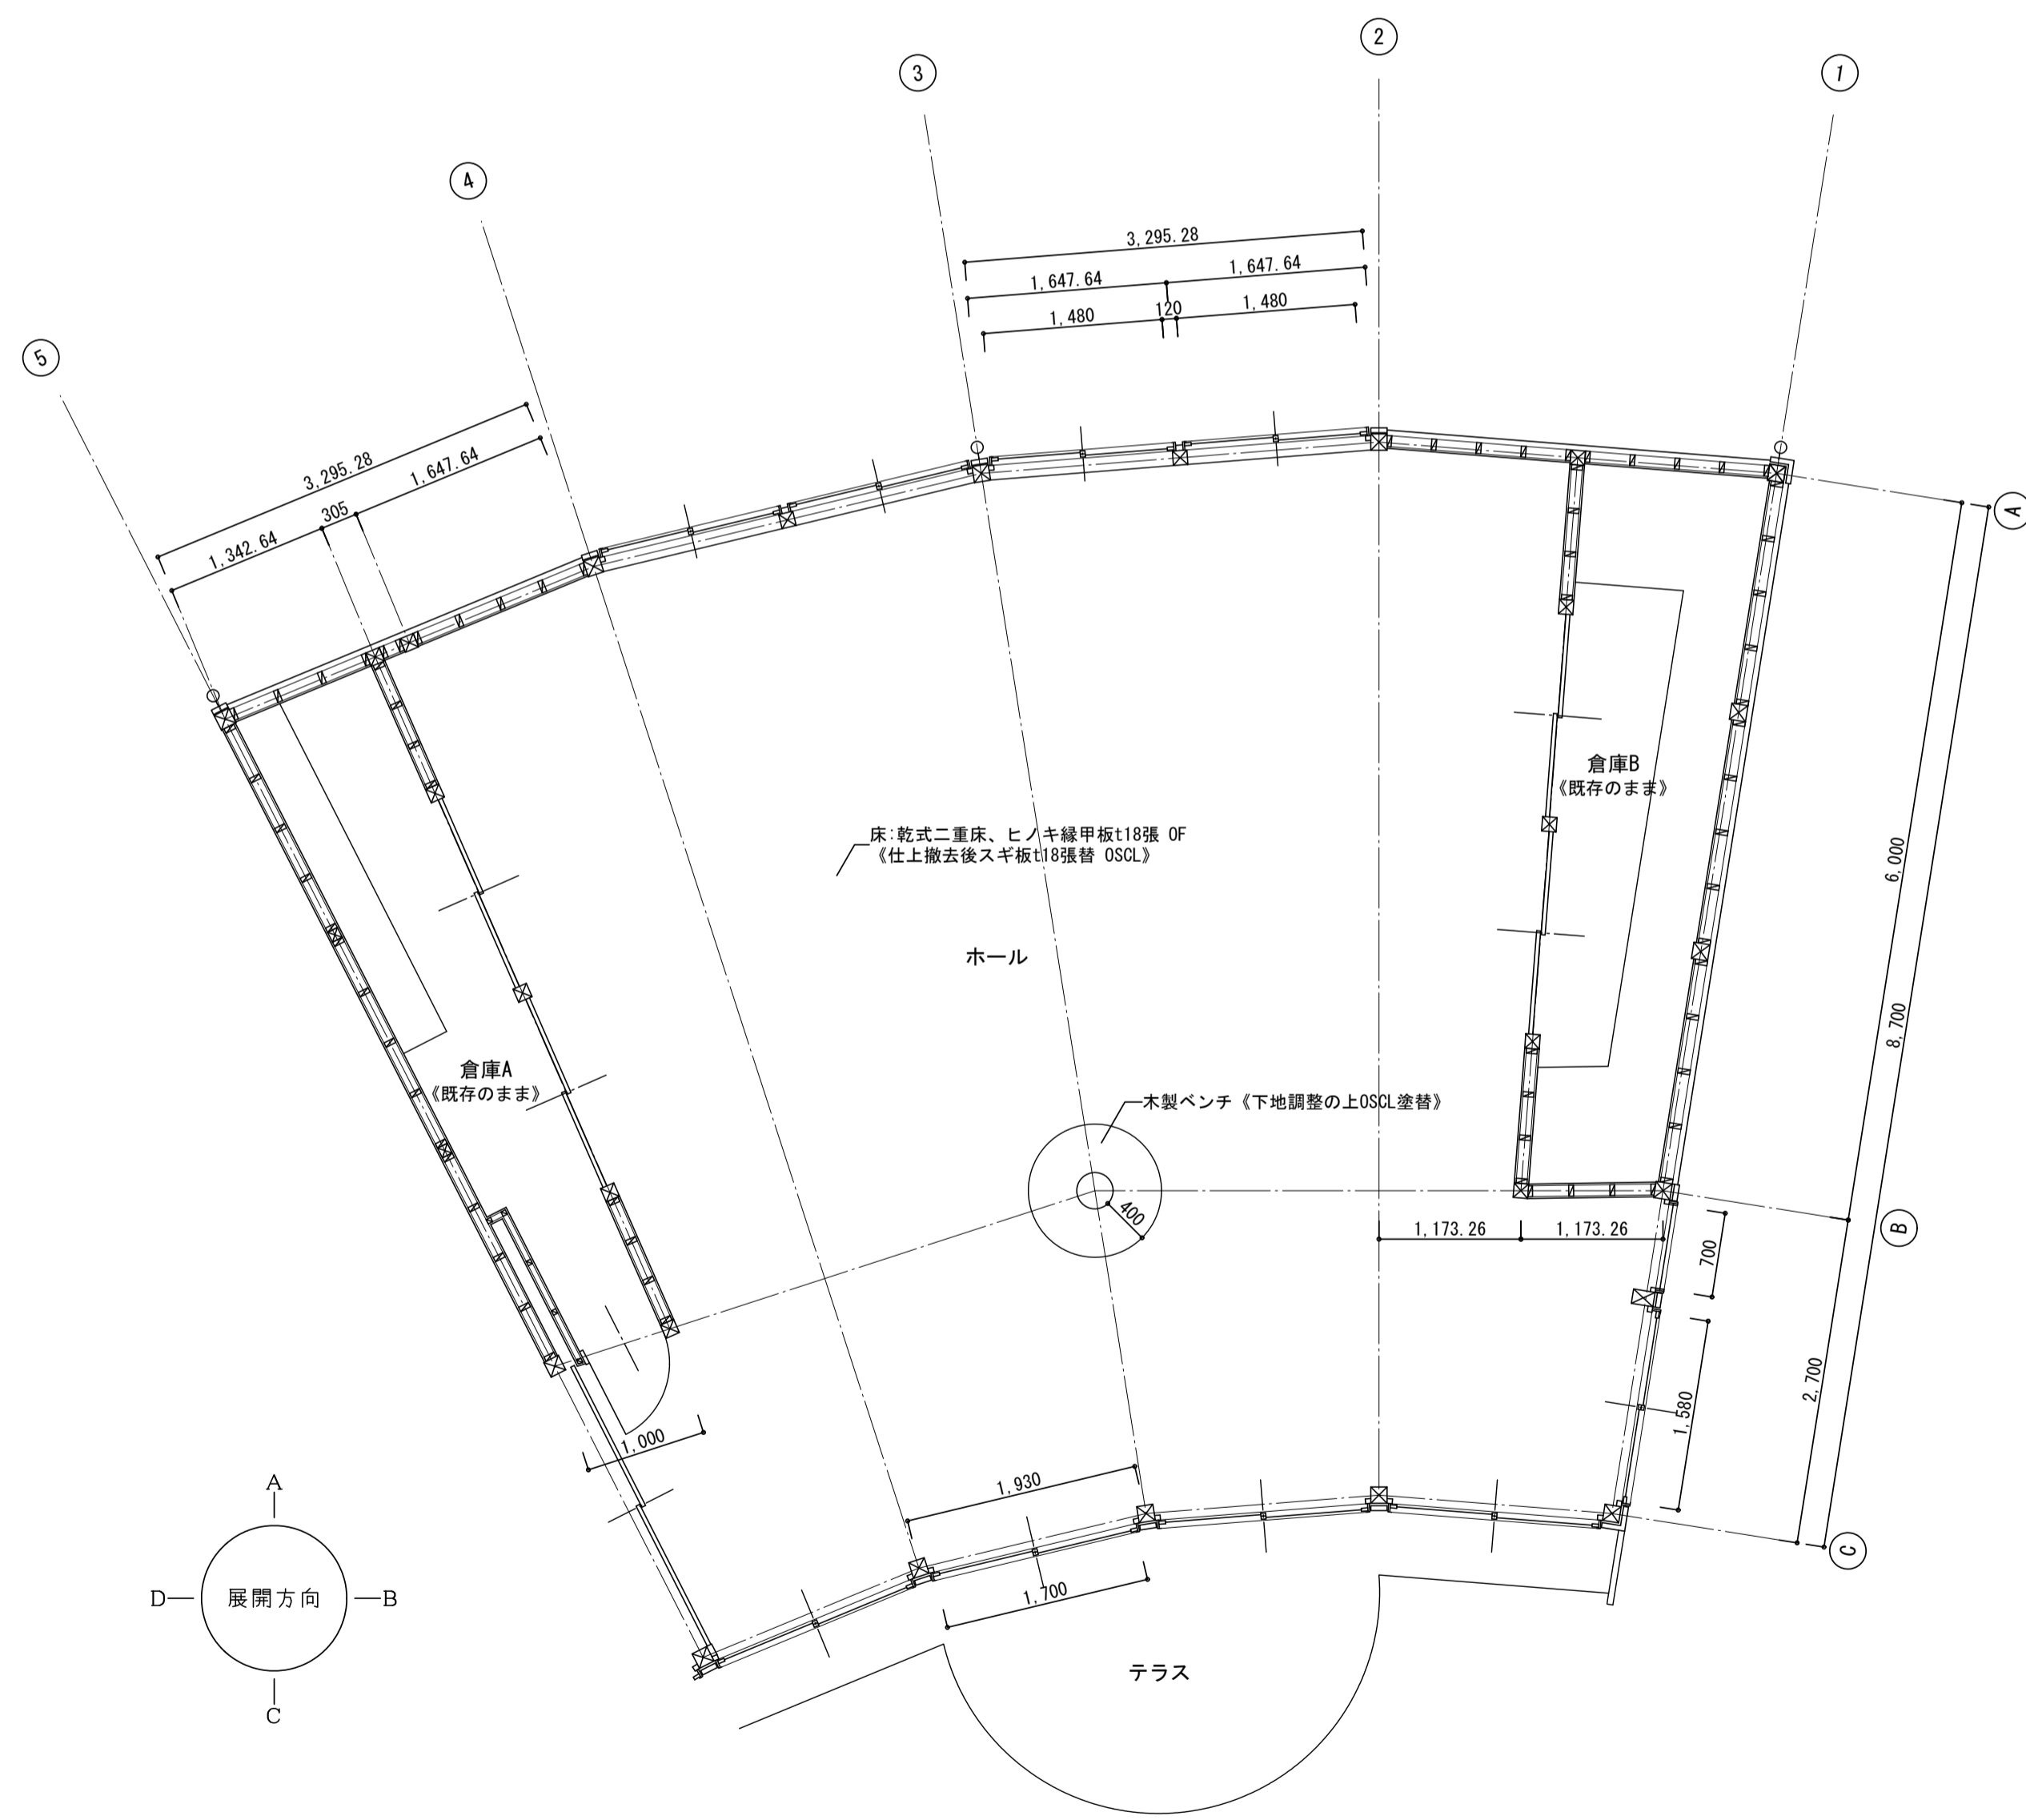 2
3
1
4
3,295.28
1,647.64
1,647.64
1,480
120
1,480
5
3,295.28
1,647.64
305
1,342.64
A
倉庫B
《既存のまま》
床:乾式二重床、ヒノキ縁甲板t18張 OF
《仕上撤去後スギ板t18張替 OSCL》
6,000
ホール
8,700
倉庫A
《既存のまま》
木製ベンチ《下地調整の上OSCL塗替》
400
1,173.26
1,173.26
B
700
2,700
1,580
1,000
1,930
C
1,700
テラス
A
D
展開方向
B
C